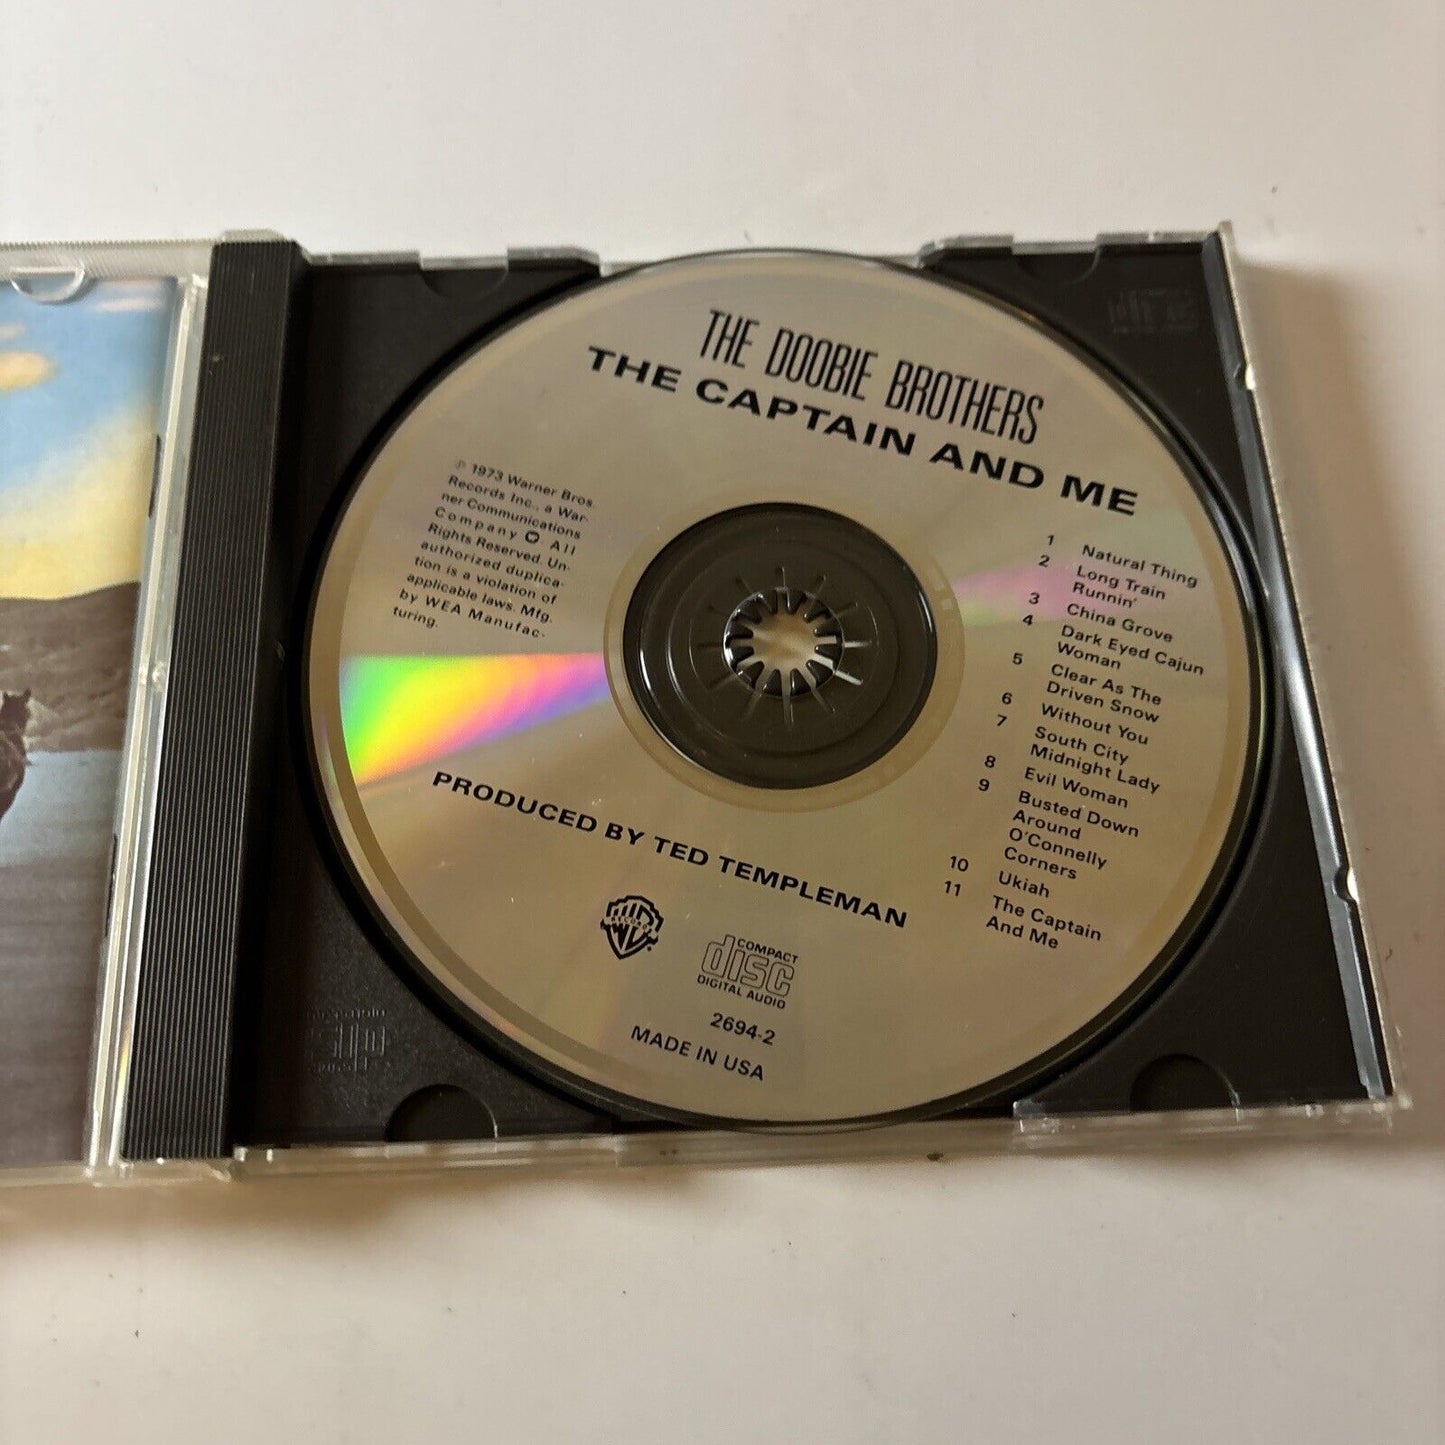 THE DOOBIE BROTHERS
THE CAPTAIN AND ME
℗ 1973 Warner Bros.
Records Inc., a War-
ner Communications
Company All
Rights Reserved. Un-
authorized duplica-
tion is a violation of
applicable laws. Mfg.
by WEA Manufac-
turing.
1 Natural Thing
2 Long Train
Runnin'
3 China Grove
4 Dark Eyed Cajun
Woman
5 Clear As The
Driven Snow
6 Without You
7 South City
Midnight Lady
8 Evil Woman
9 Busted Down
Around
O'Connelly
Corners
10 Ukiah
11 The Captain
And Me
PRODUCED BY TED TEMPLEMAN
RECORDS
COMPACT
disc
DIGITAL AUDIO
2694-2
MADE IN USA